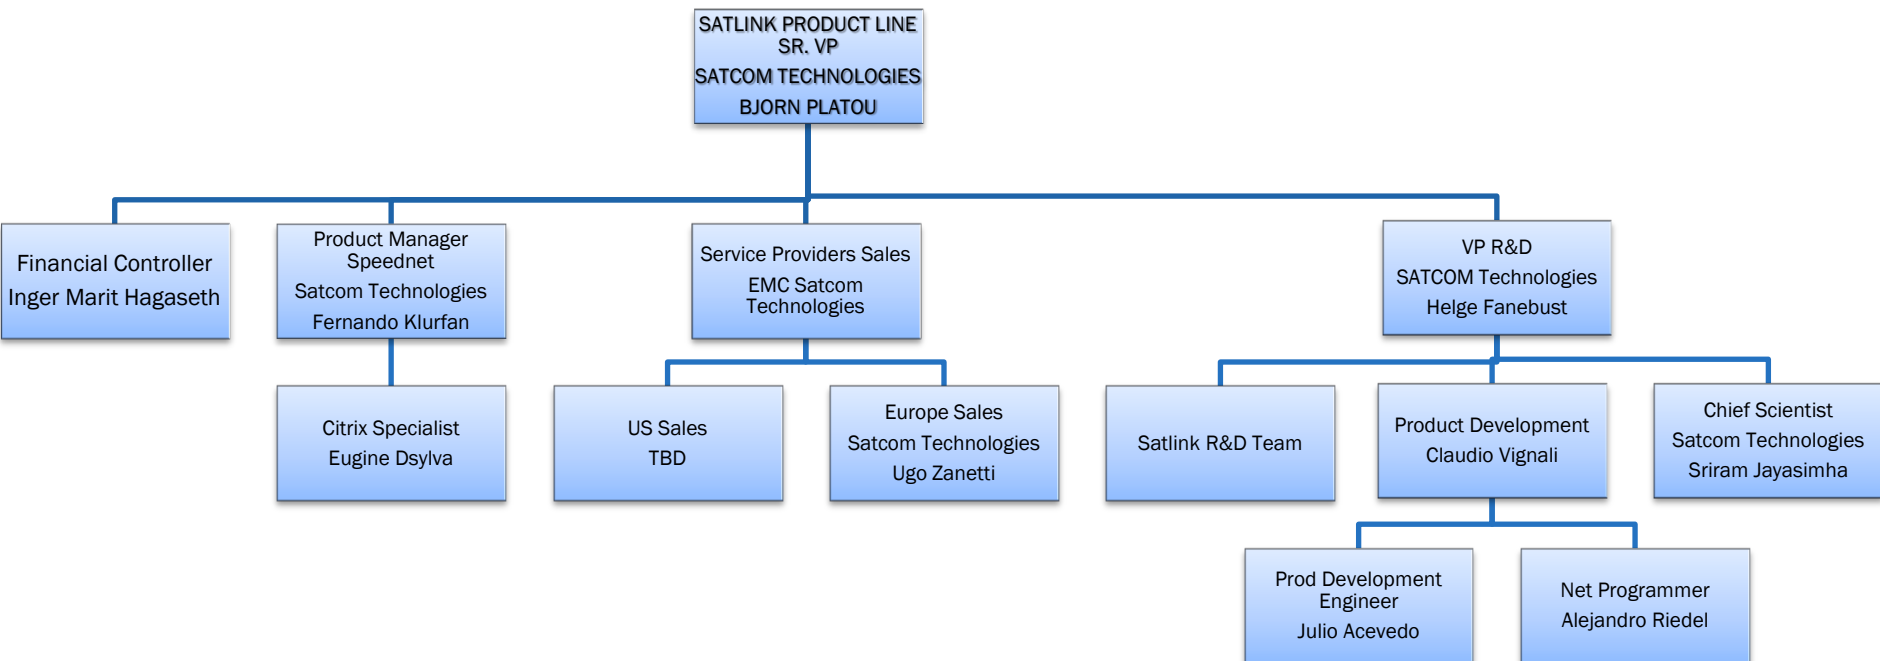 SATLINK PRODUCT LINE
SR. VP
SATCOM TECHNOLOGIES
BJORN PLATOU
Financial Controller
Inger Marit Hagaseth
Product Manager
Speednet
Satcom Technologies
Fernando Klurfan
Service Providers Sales
EMC Satcom
Technologies
VP R&D
SATCOM Technologies
Helge Fanebust
Citrix Specialist
Eugine Dsylva
US Sales
TBD
Europe Sales
Satcom Technologies
Ugo Zanetti
Satlink R&D Team
Product Development
Claudio Vignali
Chief Scientist
Satcom Technologies
Sriram Jayasimha
Prod Development
Engineer
Julio Acevedo
Net Programmer
Alejandro Riedel